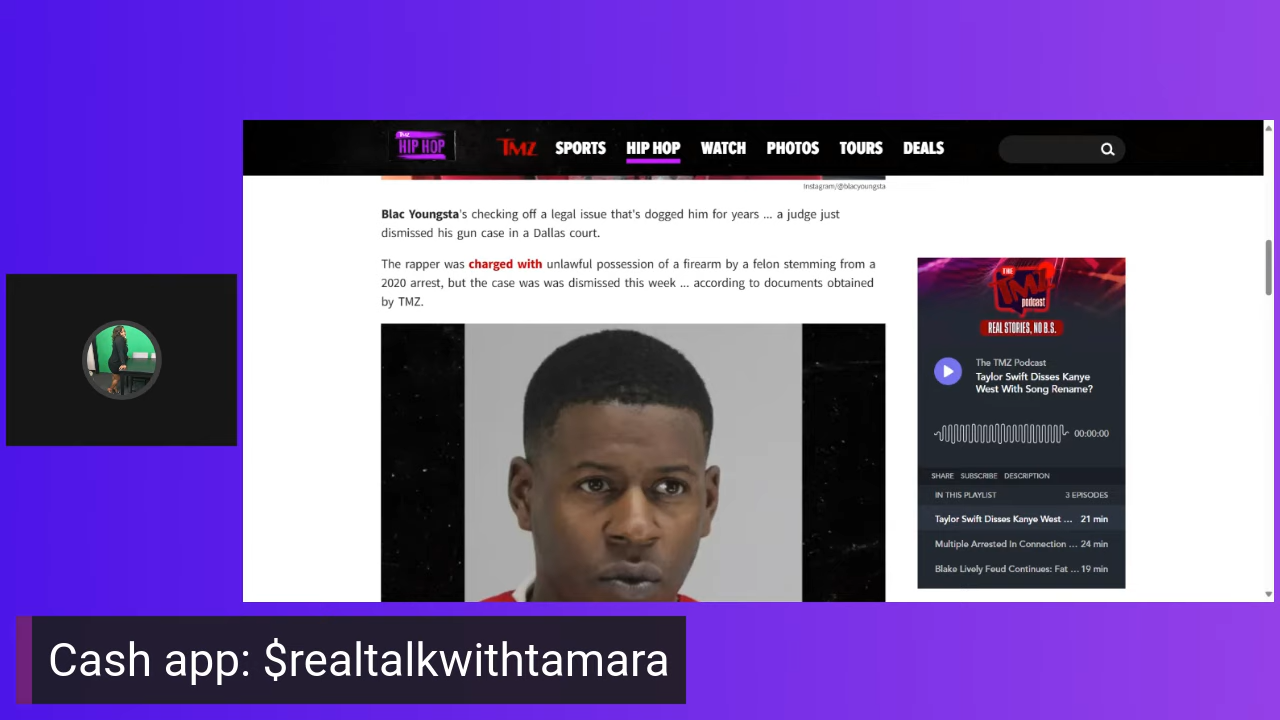 THE TMZ
HIP HOP
TMZ SPORTS HIP HOP WATCH PHOTOS TOURS DEALS
Instagram/@blacyoungsta
Blac Youngsta's checking off a legal issue that's dogged him for years ... a judge just
dismissed his gun case in a Dallas court.
The rapper was charged with unlawful possession of a firearm by a felon stemming from a
2020 arrest, but the case was was dismissed this week ... according to documents obtained
by TMZ.
THE
TMZ
podcast
REAL STORIES, NO B.S.
The TMZ Podcast
Taylor Swift Disses Kanye
West With Song Rename?
00:00:00
SHARE SUBSCRIBE DESCRIPTION
IN THIS PLAYLIST 3 EPISODES
Taylor Swift Disses Kanye West ... 21 min
Multiple Arrested In Connection ... 24 min
Blake Lively Feud Continues: Fat ... 19 min
Cash app: $realtalkwithtamara